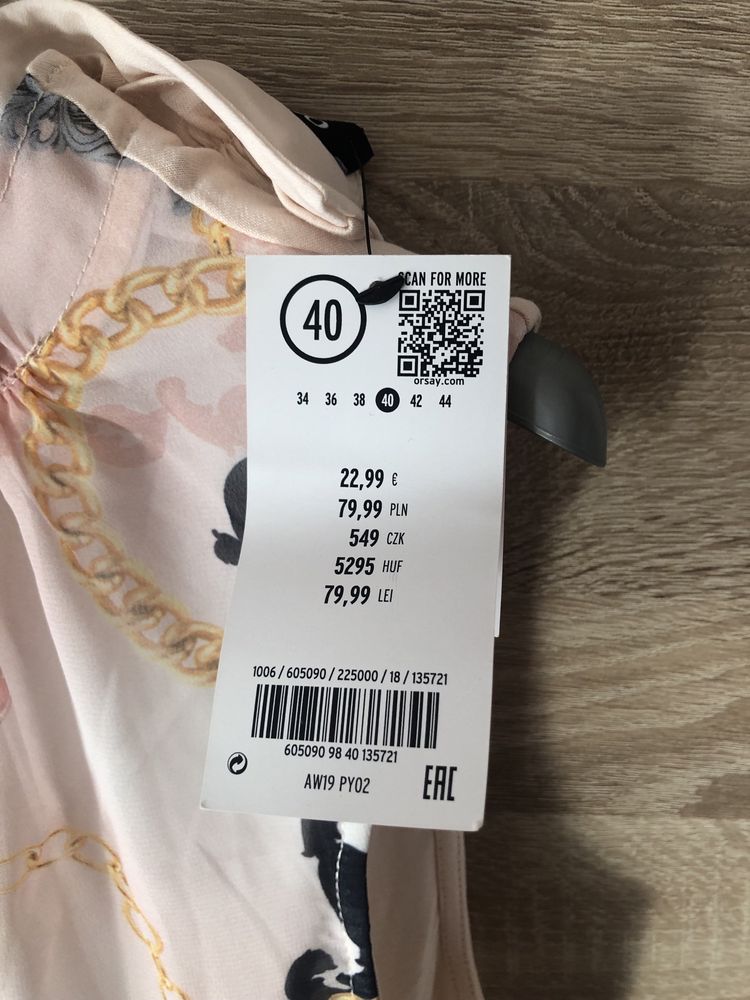 40
SCAN FOR MORE
orsay.com
34 36 38 40 42 44
22,99 €
79,99 PLN
549 CZK
5295 HUF
79,99 LEI
1006 / 605090 / 225000 / 18 / 135721
605090 98 40 135721
AW19 PY02
EAC